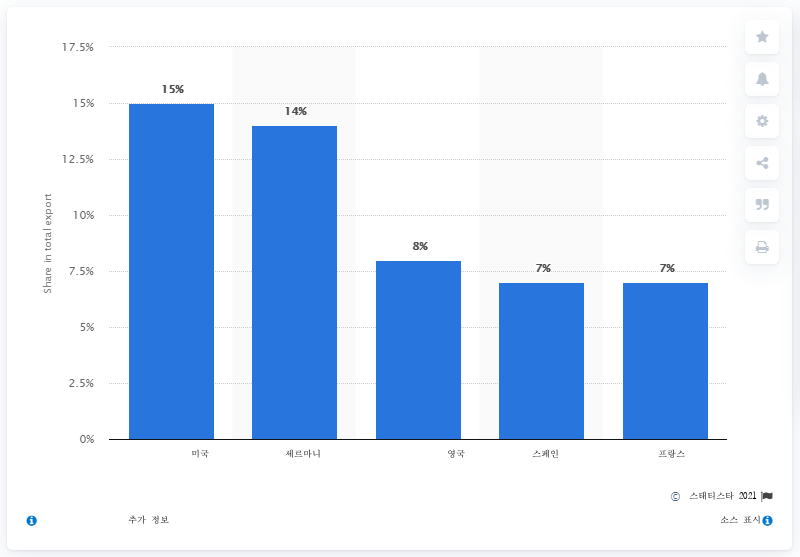 17.5%
15%
12.5%
10%
7.5%
5%
2.5%
0%
Share in total export
15%
14%
8%
7%
7%
미국
세르마니
영국
스페인
프랑스
© 스태티스타 2021
추가 정보
소스 표시